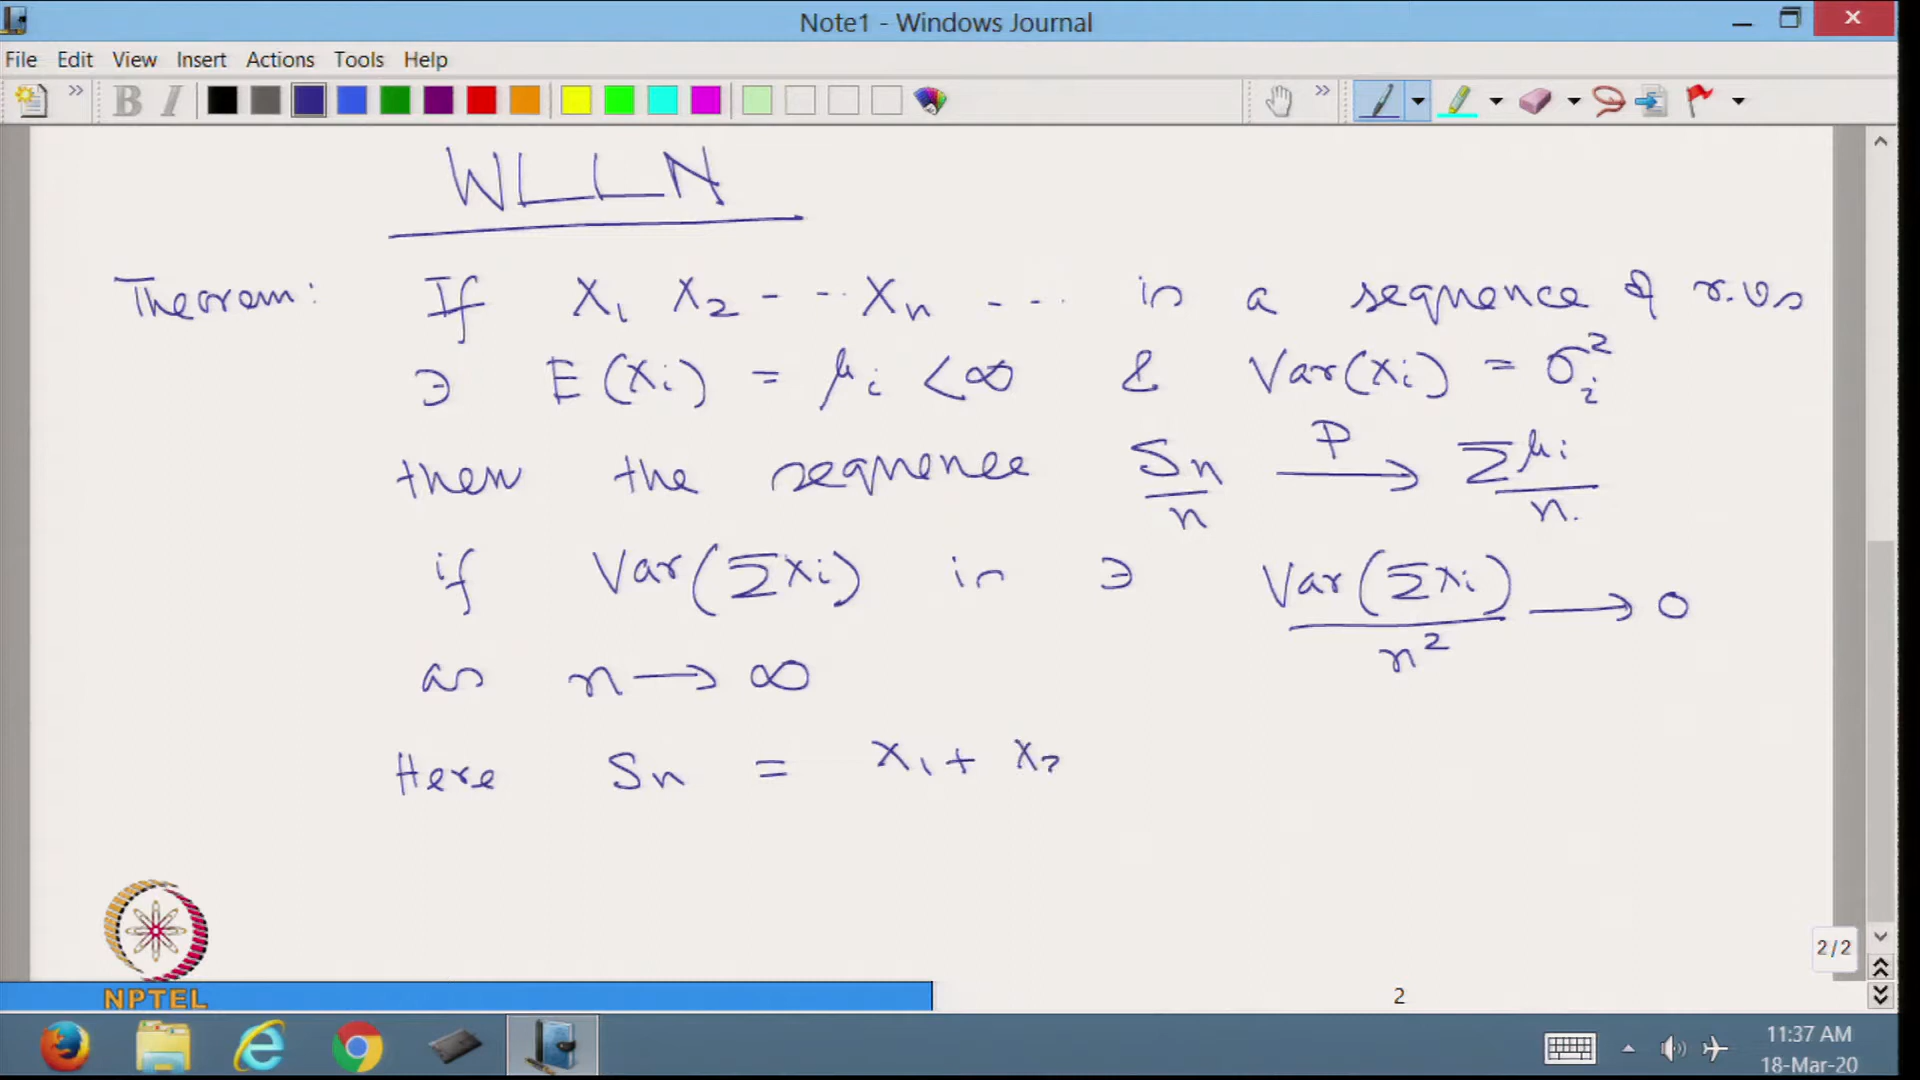 Note1 - Windows Journal
File Edit View Insert Actions Tools Help
B I
WLLN
Theorem: If X₁ X₂ - - - Xₙ - - - is a sequence of r.vs
∋ E(Xᵢ) = μᵢ < ∞ & Var(Xᵢ) = σᵢ²
then the sequence Sₙ/n →ᴾ Σμᵢ/n.
if Var(ΣXᵢ) is ∋ Var(ΣXᵢ)/n² → 0
as n → ∞
Here Sₙ = X₁ + X₂
NPTEL
2/2
2
11:37 AM
18-Mar-20